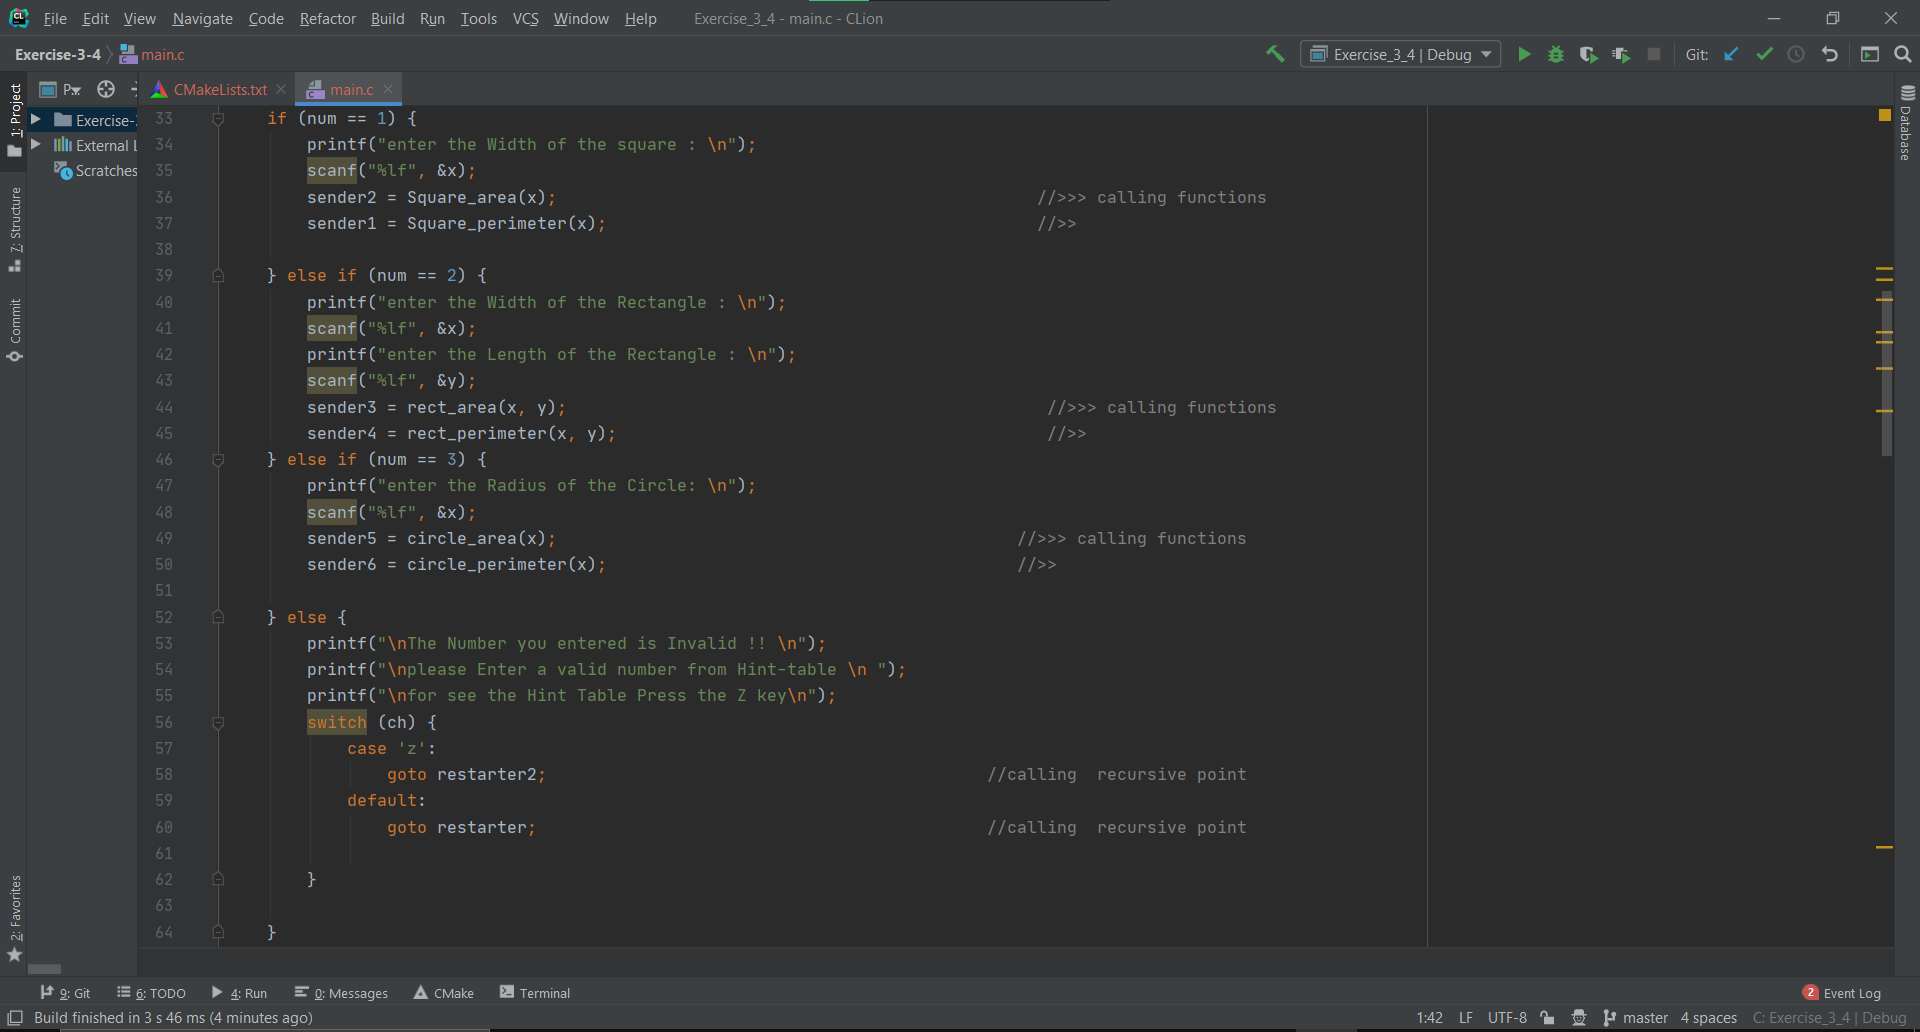 File Edit View Navigate Code Refactor Build Run Tools VCS Window Help Exercise_3_4 - main.c - CLion
Exercise-3-4 main.c Exercise_3_4 | Debug Git:
1: Project
7: Structure
Commit
2: Favorites
P
CMakeLists.txt main.c
Database
Exercise-3
External L
Scratches
33 if (num == 1) {
34 printf("enter the Width of the square : \n");
35 scanf("%lf", &x);
36 sender2 = Square_area(x); //>>> calling functions
37 sender1 = Square_perimeter(x); //>>
38
39 } else if (num == 2) {
40 printf("enter the Width of the Rectangle : \n");
41 scanf("%lf", &x);
42 printf("enter the Length of the Rectangle : \n");
43 scanf("%lf", &y);
44 sender3 = rect_area(x, y); //>>> calling functions
45 sender4 = rect_perimeter(x, y); //>>
46 } else if (num == 3) {
47 printf("enter the Radius of the Circle: \n");
48 scanf("%lf", &x);
49 sender5 = circle_area(x); //>>> calling functions
50 sender6 = circle_perimeter(x); //>>
51
52 } else {
53 printf("\nThe Number you entered is Invalid !! \n");
54 printf("\nplease Enter a valid number from Hint-table \n ");
55 printf("\nfor see the Hint Table Press the Z key\n");
56 switch (ch) {
57 case 'z':
58 goto restarter2; //calling  recursive point
59 default:
60 goto restarter; //calling  recursive point
61
62 }
63
64 }
9: Git 6: TODO 4: Run 0: Messages CMake Terminal 2 Event Log
Build finished in 3 s 46 ms (4 minutes ago) 1:42 LF UTF-8 master 4 spaces C: Exercise_3_4 | Debug